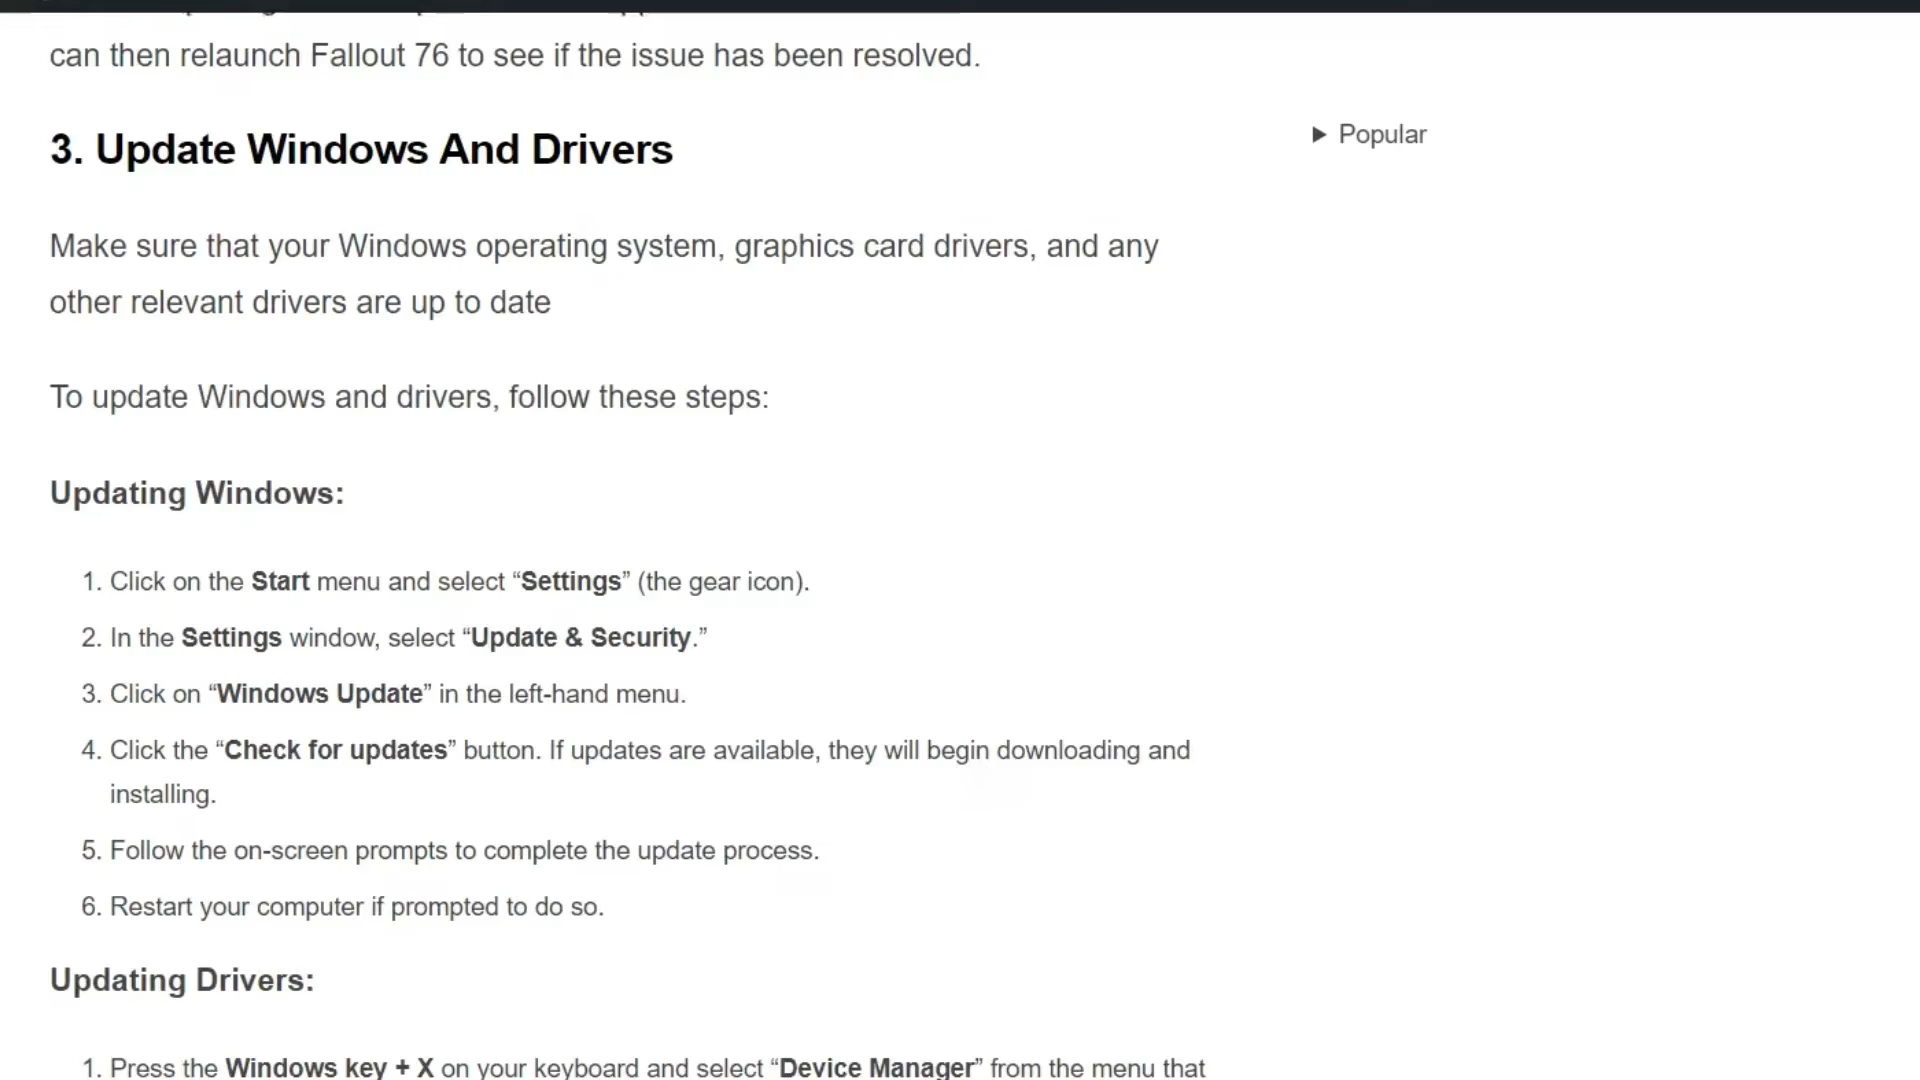 can then relaunch Fallout 76 to see if the issue has been resolved.
3. Update Windows And Drivers
Popular
Make sure that your Windows operating system, graphics card drivers, and any
other relevant drivers are up to date
To update Windows and drivers, follow these steps:
Updating Windows:
1. Click on the Start menu and select “Settings” (the gear icon).
2. In the Settings window, select “Update & Security.”
3. Click on “Windows Update” in the left-hand menu.
4. Click the “Check for updates” button. If updates are available, they will begin downloading and
installing.
5. Follow the on-screen prompts to complete the update process.
6. Restart your computer if prompted to do so.
Updating Drivers:
1. Press the Windows key + X on your keyboard and select “Device Manager” from the menu that